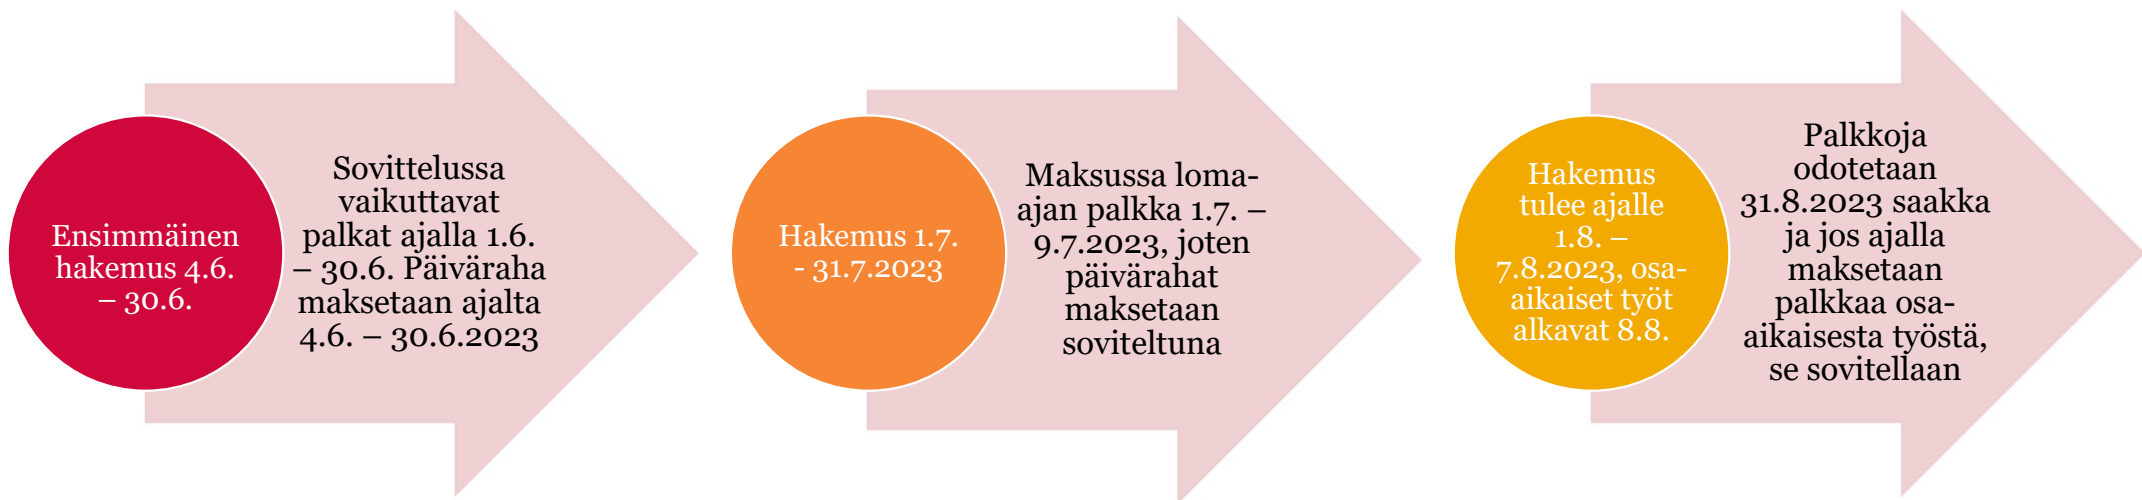 Ensimmäinen
hakemus 4.6.
– 30.6.
Sovittelussa
vaikuttavat
palkat ajalla 1.6.
– 30.6. Päiväraha
maksetaan ajalta
4.6. – 30.6.2023
Hakemus 1.7.
- 31.7.2023
Maksussa loma-
ajan palkka 1.7. –
9.7.2023, joten
päivärahat
maksetaan
soviteltuna
Hakemus
tulee ajalle
1.8. –
7.8.2023, osa-
aikaiset työt
alkavat 8.8.
Palkkoja
odotetaan
31.8.2023 saakka
ja jos ajalla
maksetaan
palkkaa osa-
aikaisesta työstä,
se sovitellaan